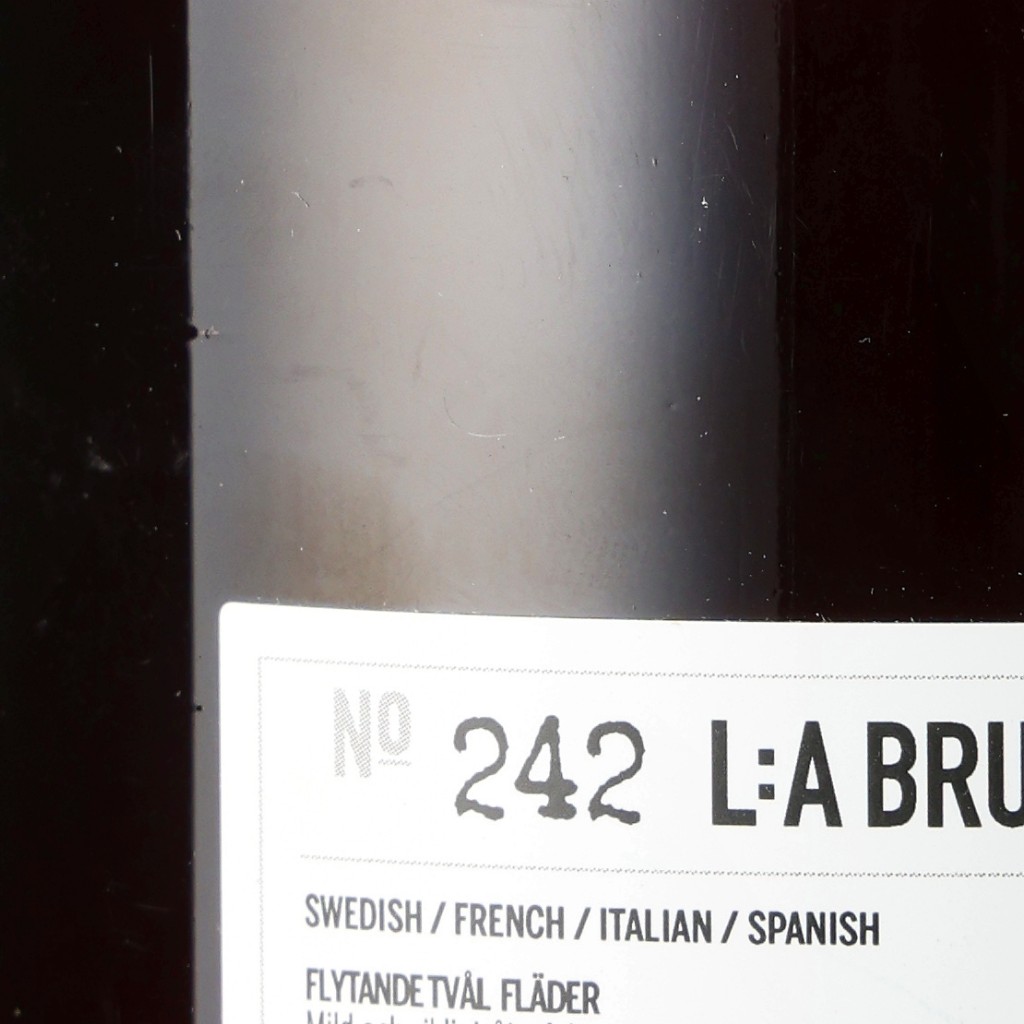 Nº 242 L:A BRU
SWEDISH / FRENCH / ITALIAN / SPANISH
FLYTANDE TVÅL FLÄDER